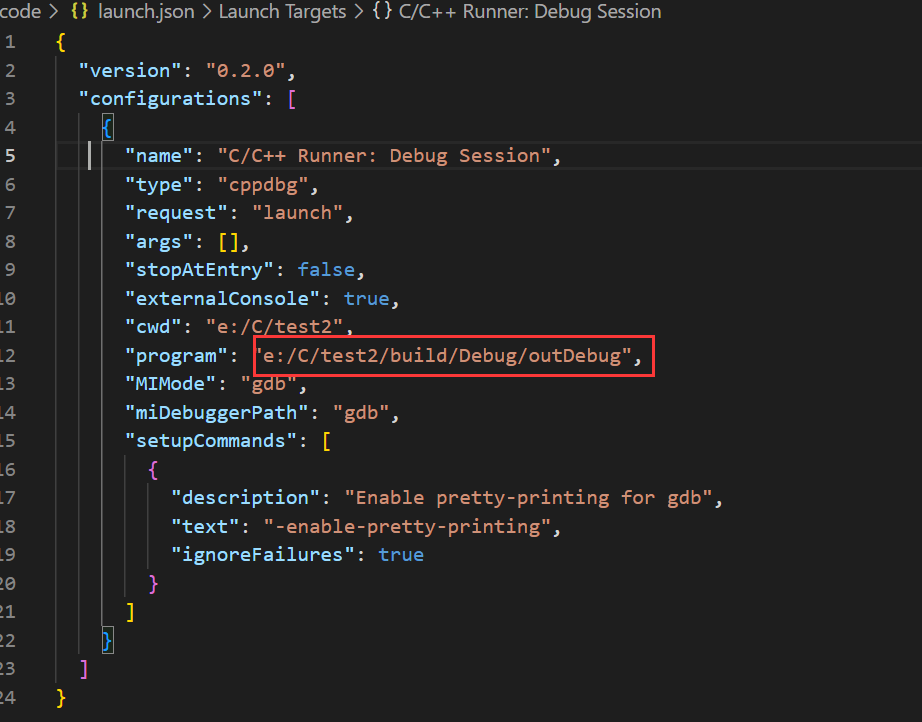 code > {} launch.json > Launch Targets > {} C/C++ Runner: Debug Session
1 {
2 "version": "0.2.0",
3 "configurations": [
4 {
5 "name": "C/C++ Runner: Debug Session",
6 "type": "cppdbg",
7 "request": "launch",
8 "args": [],
9 "stopAtEntry": false,
10 "externalConsole": true,
11 "cwd": "e:/C/test2",
12 "program": "e:/C/test2/build/Debug/outDebug",
13 "MIMode": "gdb",
14 "miDebuggerPath": "gdb",
15 "setupCommands": [
16 {
17 "description": "Enable pretty-printing for gdb",
18 "text": "-enable-pretty-printing",
19 "ignoreFailures": true
20 }
21 ]
22 }
23 ]
24 }